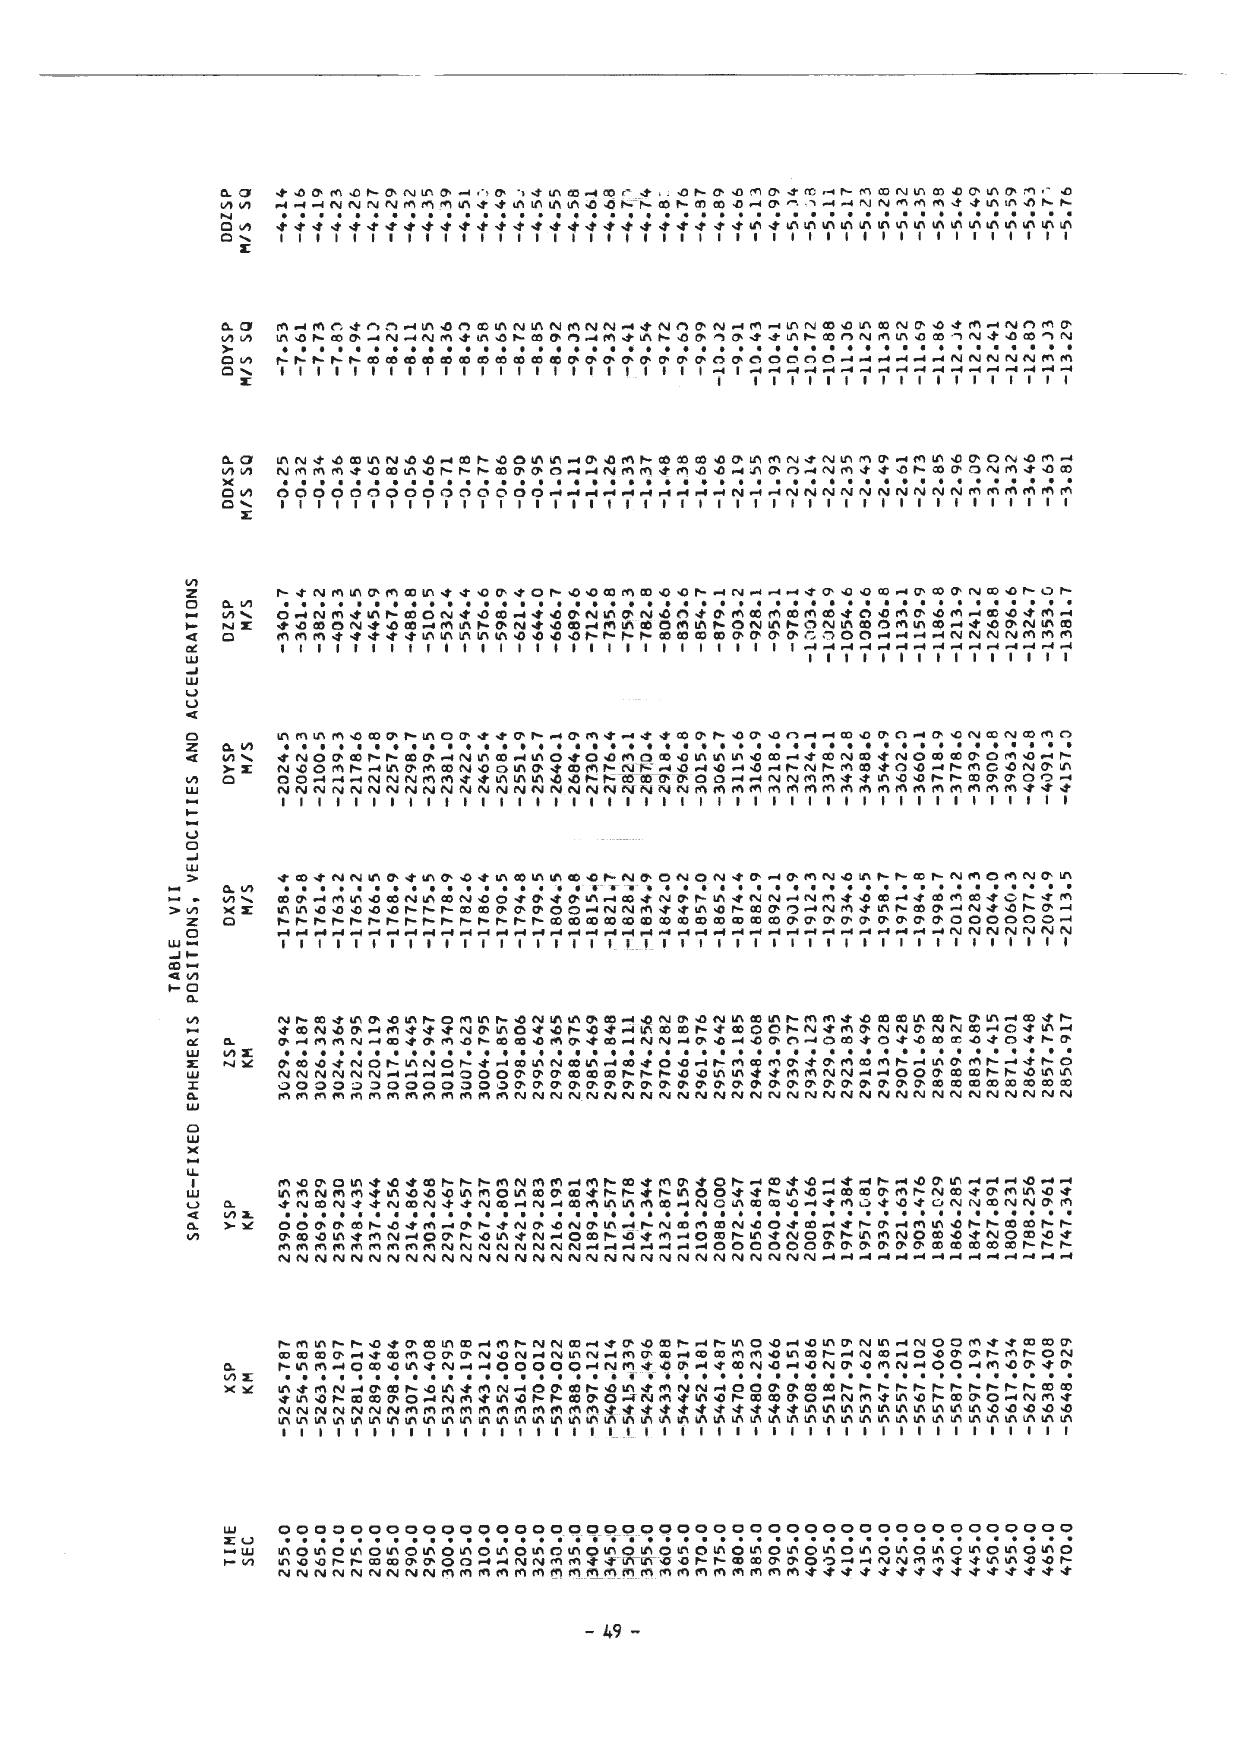 TABLE VII
SPACE-FIXED EPHEMERIS POSITIONS, VELOCITIES AND ACCELERATIONS
TIME XSP YSP ZSP DXSP DYSP DZSP DDXSP DDYSP DDZSP
SEC KM KM KM M/S M/S M/S M/S SQ M/S SQ M/S SQ
255.0 -5245.787 2390.453 3029.942 -1758.4 -2024.5 -340.7 -0.25 -7.53 -4.14
260.0 -5254.583 2380.236 3028.187 -1759.8 -2062.3 -361.4 -0.32 -7.61 -4.16
265.0 -5263.385 2369.829 3026.328 -1761.4 -2100.5 -382.2 -0.34 -7.73 -4.19
270.0 -5272.197 2359.230 3024.364 -1763.2 -2139.3 -403.3 -0.36 -7.80 -4.23
275.0 -5281.017 2348.435 3022.295 -1765.2 -2178.6 -424.5 -0.48 -7.94 -4.26
280.0 -5289.846 2337.444 3020.119 -1766.5 -2217.8 -445.9 -0.65 -8.10 -4.27
285.0 -5298.684 2326.256 3017.836 -1768.9 -2257.9 -467.3 -0.82 -8.20 -4.29
290.0 -5307.539 2314.864 3015.445 -1772.4 -2298.7 -488.8 -0.56 -8.11 -4.32
295.0 -5316.408 2303.268 3012.947 -1775.5 -2339.5 -510.5 -0.66 -8.25 -4.35
300.0 -5325.295 2291.467 3010.340 -1778.9 -2381.0 -532.4 -0.71 -8.36 -4.39
305.0 -5334.198 2279.457 3007.623 -1782.6 -2422.9 -554.4 -0.78 -8.40 -4.51
310.0 -5343.121 2267.237 3004.795 -1786.4 -2465.4 -576.6 -0.77 -8.58
315.0 -5352.063 2254.803 3001.857 -1790.5 -2508.4 -598.9 -0.86 -8.65 -4.49
320.0 -5361.027 2242.152 2998.806 -1794.8 -2551.9 -621.4 -0.90 -8.72
325.0 -5370.012 2229.283 2995.642 -1799.5 -2595.7 -644.0 -0.95 -8.85 -4.54
330.0 -5379.022 2216.193 2992.365 -1804.5 -2640.1 -666.7 -1.05 -8.92 -4.55
335.0 -5388.058 2202.881 2988.975 -1809.8 -2684.9 -689.6 -1.11 -9.03 -4.58
340.0 -5397.121 2189.343 2985.469 -1815.6 -2730.3 -712.6 -1.19 -9.12 -4.61
345.0 -5406.214 2175.577 2981.848 -1821.7 -2776.4 -735.8 -1.26 -9.32 -4.68
350.0 -5415.339 2161.578 2978.111 -1828.2 -2823.1 -759.3 -1.33 -9.41
355.0 -5424.496 2147.344 2974.256 -1834.9 -2870.4 -782.8 -1.37 -9.54 -4.74
360.0 -5433.688 2132.873 2970.282 -1842.0 -2918.4 -806.6 -1.48 -9.72
365.0 -5442.917 2118.159 2966.189 -1849.2 -2966.8 -830.6 -1.38 -9.60 -4.76
370.0 -5452.181 2103.204 2961.976 -1857.0 -3015.9 -854.7 -1.68 -9.99 -4.87
375.0 -5461.487 2088.000 2957.642 -1865.2 -3065.7 -879.1 -1.66 -10.02 -4.89
380.0 -5470.835 2072.547 2953.185 -1874.4 -3115.6 -903.2 -2.19 -9.91 -4.66
385.0 -5480.230 2056.841 2948.608 -1882.9 -3166.9 -928.1 -1.55 -10.43 -5.13
390.0 -5489.666 2040.878 2943.905 -1892.1 -3218.6 -953.1 -1.93 -10.41 -4.99
395.0 -5499.151 2024.654 2939.077 -1901.9 -3271.0 -978.1 -2.02 -10.55 -5.04
400.0 -5508.686 2008.166 2934.123 -1912.3 -3324.1 -1003.4 -2.14 -10.72 -5.08
405.0 -5518.275 1991.411 2929.043 -1923.2 -3378.1 -1028.9 -2.22 -10.88 -5.11
410.0 -5527.919 1974.384 2923.834 -1934.6 -3432.8 -1054.6 -2.35 -11.06 -5.17
415.0 -5537.622 1957.081 2918.496 -1946.5 -3488.6 -1080.6 -2.43 -11.25 -5.23
420.0 -5547.385 1939.497 2913.028 -1958.7 -3544.9 -1106.8 -2.49 -11.38 -5.28
425.0 -5557.211 1921.631 2907.428 -1971.7 -3602.0 -1133.1 -2.61 -11.52 -5.32
430.0 -5567.102 1903.476 2901.695 -1984.8 -3660.1 -1159.9 -2.73 -11.69 -5.35
435.0 -5577.060 1885.029 2895.828 -1998.7 -3718.9 -1186.8 -2.85 -11.86 -5.38
440.0 -5587.090 1866.285 2889.827 -2013.2 -3778.6 -1213.9 -2.96 -12.04 -5.46
445.0 -5597.193 1847.241 2883.689 -2028.3 -3839.2 -1241.2 -3.09 -12.23 -5.49
450.0 -5607.374 1827.891 2877.415 -2044.0 -3900.8 -1268.8 -3.20 -12.41 -5.55
455.0 -5617.634 1808.231 2871.001 -2060.3 -3963.2 -1296.6 -3.32 -12.62 -5.59
460.0 -5627.978 1788.256 2864.448 -2077.2 -4026.8 -1324.7 -3.46 -12.80 -5.63
465.0 -5638.408 1767.961 2857.754 -2094.9 -4091.3 -1353.0 -3.63 -13.03
470.0 -5648.929 1747.341 2850.917 -2113.5 -4157.0 -1381.7 -3.81 -13.29 -5.76
- 49 -